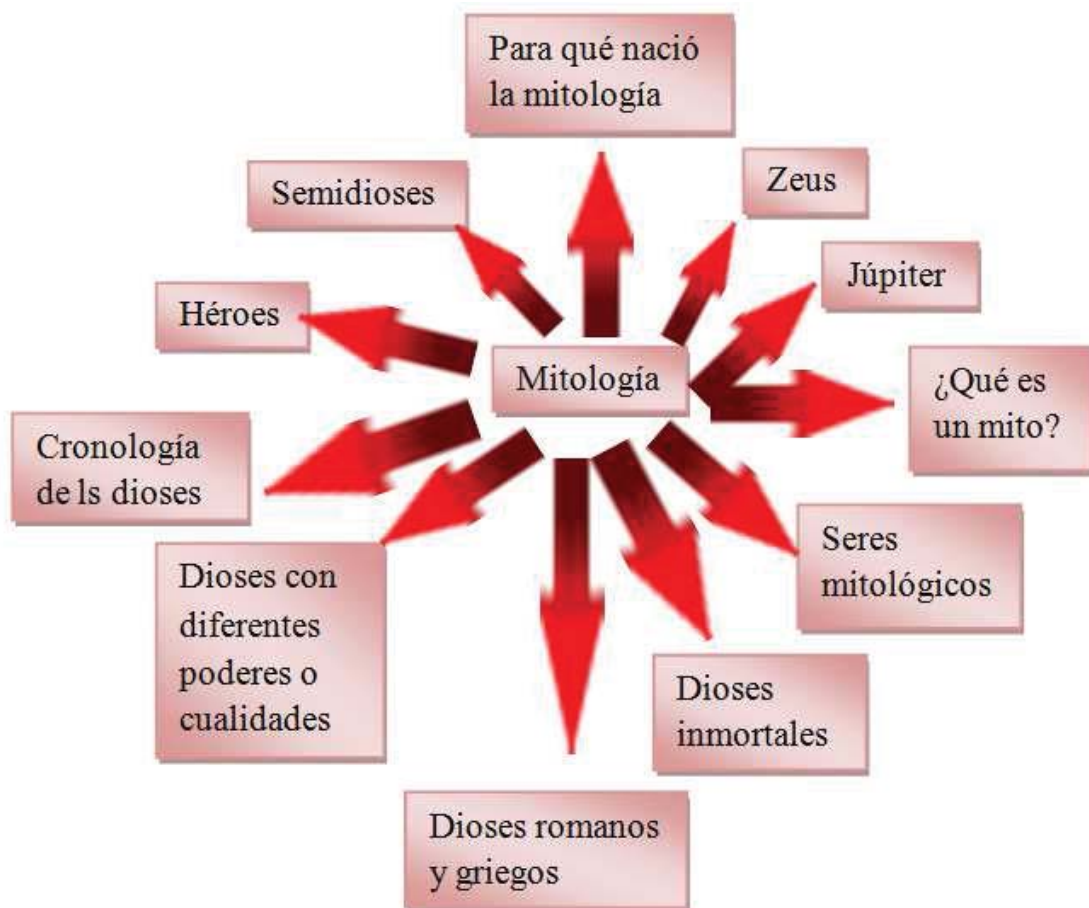 Para qué nació
la mitología
Zeus
Semidioses
Júpiter
Héroes
Mitología
¿Qué es
un mito?
Cronología
de ls dioses
Seres
mitológicos
Dioses con
diferentes
poderes o
cualidades
Dioses
inmortales
Dioses romanos
y griegos